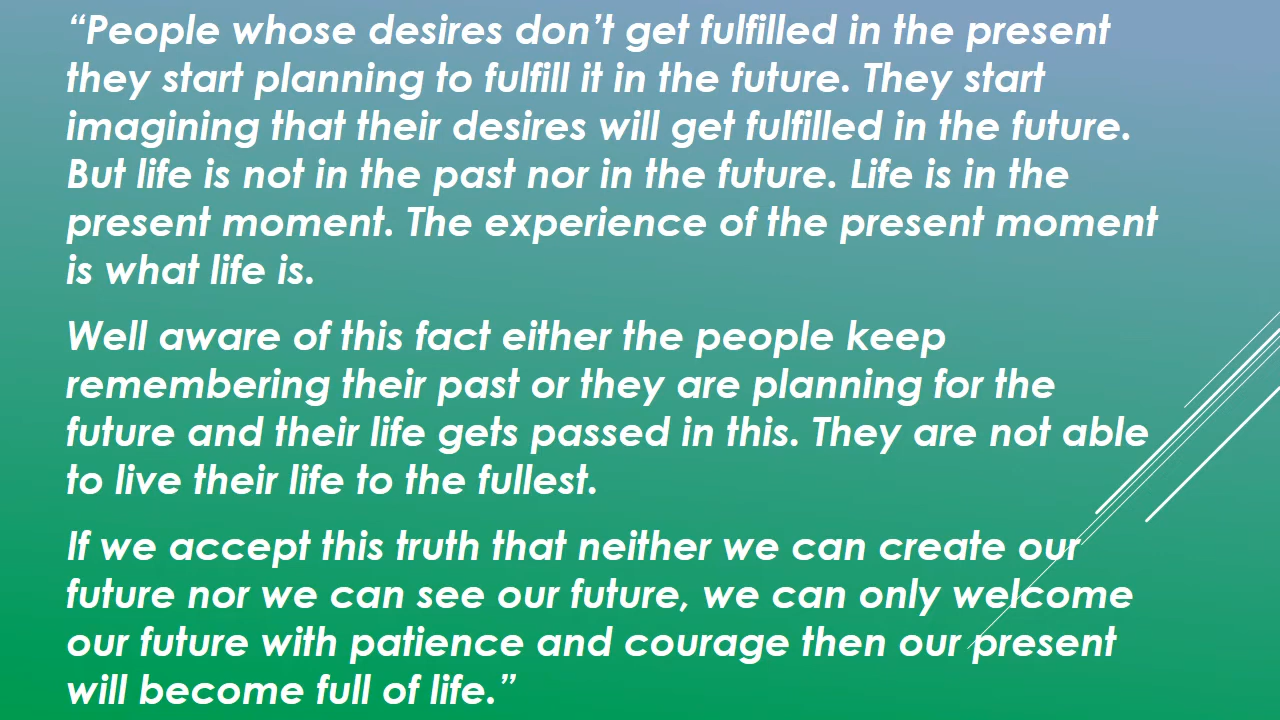 “People whose desires don’t get fulfilled in the present
they start planning to fulfill it in the future. They start
imagining that their desires will get fulfilled in the future.
But life is not in the past nor in the future. Life is in the
present moment. The experience of the present moment
is what life is.
Well aware of this fact either the people keep
remembering their past or they are planning for the
future and their life gets passed in this. They are not able
to live their life to the fullest.
If we accept this truth that neither we can create our
future nor we can see our future, we can only welcome
our future with patience and courage then our present
will become full of life.”